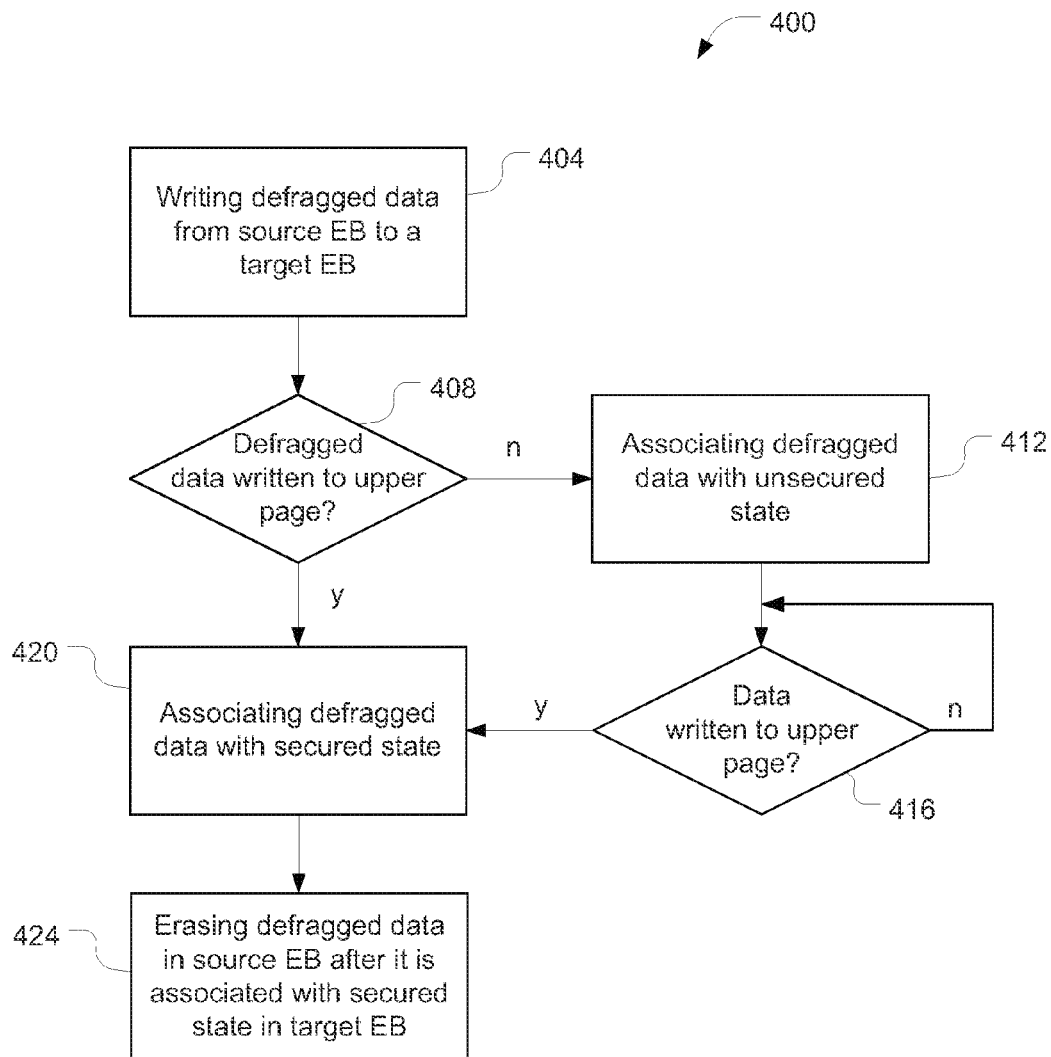 400
404
Writing defragged data
from source EB to a
target EB
408
Defragged
data written to upper
page?
n
Associating defragged
data with unsecured
state
412
y
420
Associating defragged
data with secured state
y
Data
written to upper
page?
n
416
424
Erasing defragged data
in source EB after it is
associated with secured
state in target EB